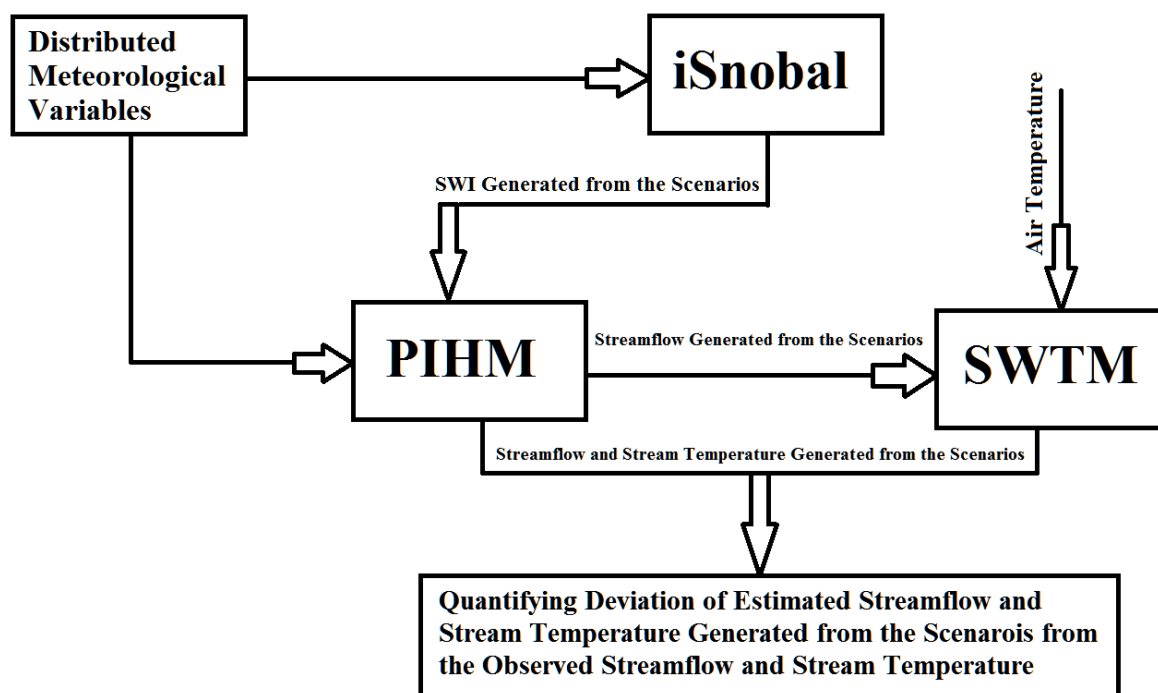 Distributed
Meteorological
Variables
iSnobal
Air Temperature
SWI Generated from the Scenarios
PIHM
Streamflow Generated from the Scenarios
SWTM
Streamflow and Stream Temperature Generated from the Scenarios
Quantifying Deviation of Estimated Streamflow and
Stream Temperature Generated from the Scenarois from
the Observed Streamflow and Stream Temperature